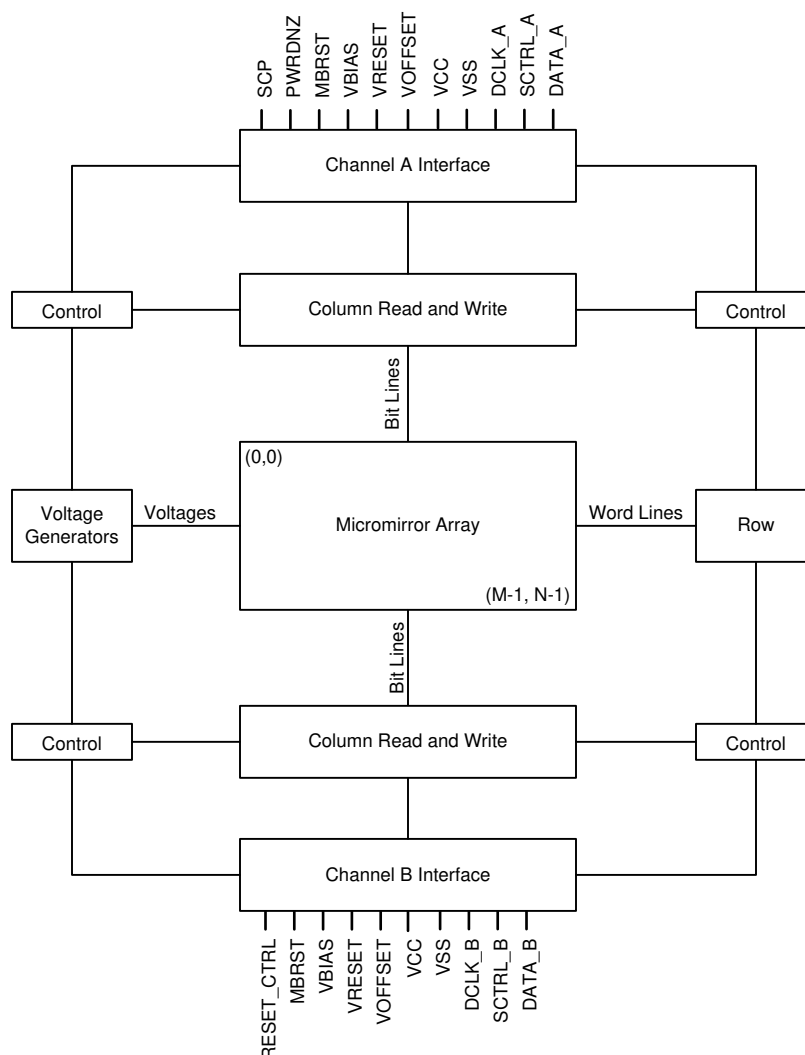 SCP
PWRDNZ
MBRST
VBIAS
VRESET
VOFFSET
VCC
VSS
DCLK_A
SCTRL_A
DATA_A
Channel A Interface
Control
Column Read and Write
Control
Bit Lines
(0,0)
Voltage
Generators
Voltages
Micromirror Array
Word Lines
Row
(M-1, N-1)
Bit Lines
Control
Column Read and Write
Control
Channel B Interface
RESET_CTRL
MBRST
VBIAS
VRESET
VOFFSET
VCC
VSS
DCLK_B
SCTRL_B
DATA_B